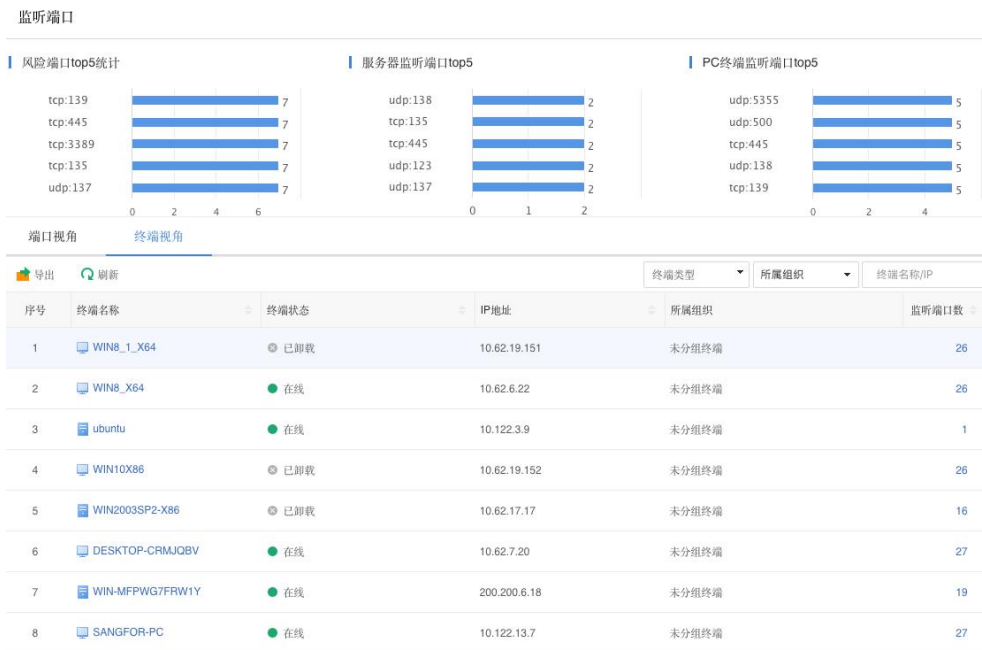 监听端口
风险端口top5统计
tcp:139 7
tcp:445 7
tcp:3389 7
tcp:135 7
udp:137 7
0 2 4 6
服务器监听端口top5
udp:138 2
tcp:135 2
tcp:445 2
udp:123 2
udp:137 2
0 1 2
PC终端监听端口top5
udp:5355 5
udp:500 5
tcp:445 5
udp:138 5
tcp:139 5
0 2 4
端口视角 终端视角
导出 刷新 终端类型 所属组织 终端名称/IP
序号 终端名称 终端状态 IP地址 所属组织 监听端口数
1 WIN8_1_X64 已卸载 10.62.19.151 未分组终端 26
2 WIN8_X64 在线 10.62.6.22 未分组终端 26
3 ubuntu 在线 10.122.3.9 未分组终端 1
4 WIN10X86 已卸载 10.62.19.152 未分组终端 26
5 WIN2003SP2-X86 已卸载 10.62.17.17 未分组终端 16
6 DESKTOP-CRMJQBV 在线 10.62.7.20 未分组终端 27
7 WIN-MFPWG7FRW1Y 在线 200.200.6.18 未分组终端 19
8 SANGFOR-PC 在线 10.122.13.7 未分组终端 27